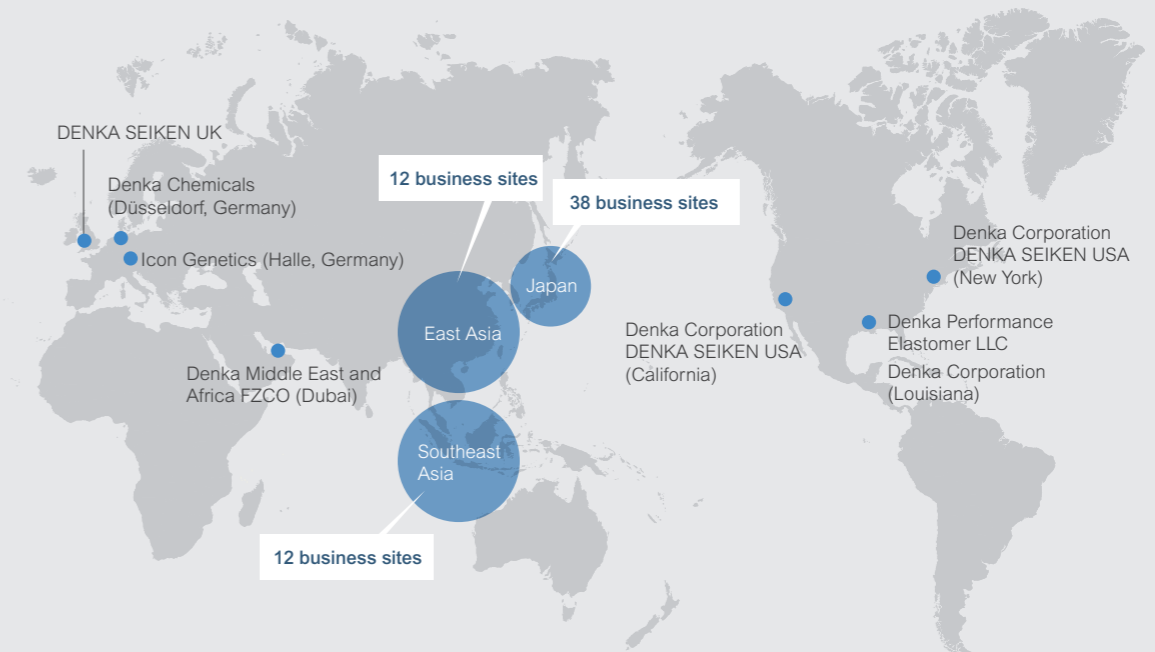 DENKA SEIKEN UK
Denka Chemicals
(Düsseldorf, Germany)
Icon Genetics (Halle, Germany)
Denka Middle East and
Africa FZCO (Dubai)
12 business sites
East Asia
38 business sites
Japan
Southeast
Asia
12 business sites
Denka Corporation
DENKA SEIKEN USA
(California)
Denka Corporation
DENKA SEIKEN USA
(New York)
Denka Performance
Elastomer LLC
Denka Corporation
(Louisiana)